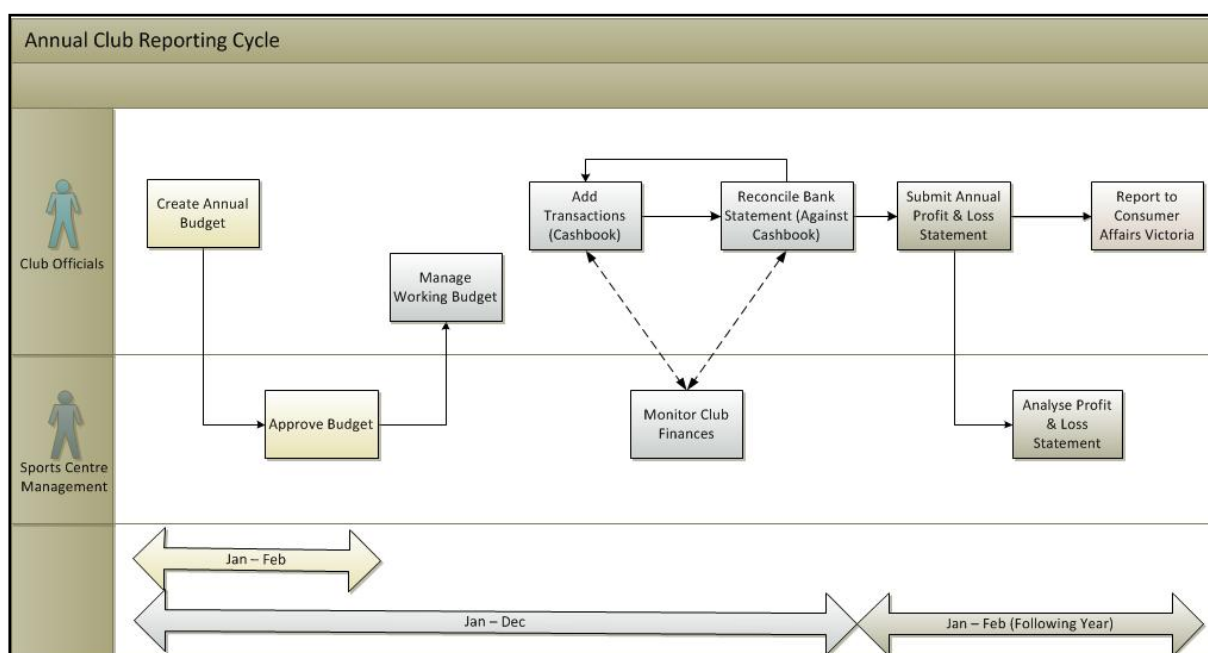 Annual Club Reporting Cycle
Club Officials
Create Annual
Budget
Manage
Working Budget
Add
Transactions
(Cashbook)
Reconcile Bank
Statement (Against
Cashbook)
Submit Annual
Profit & Loss
Statement
Report to
Consumer
Affairs Victoria
Sports Centre
Management
Approve Budget
Monitor Club
Finances
Analyse Profit
& Loss
Statement
Jan – Feb
Jan – Dec
Jan – Feb (Following Year)